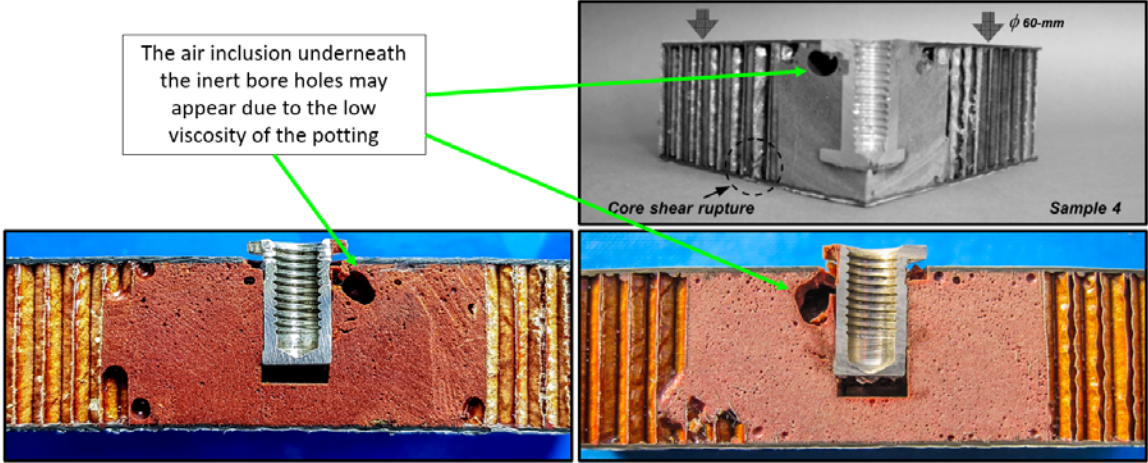 The air inclusion underneath
the inert bore holes may
appear due to the low
viscosity of the potting
ϕ 60-mm
Core shear rupture
Sample 4